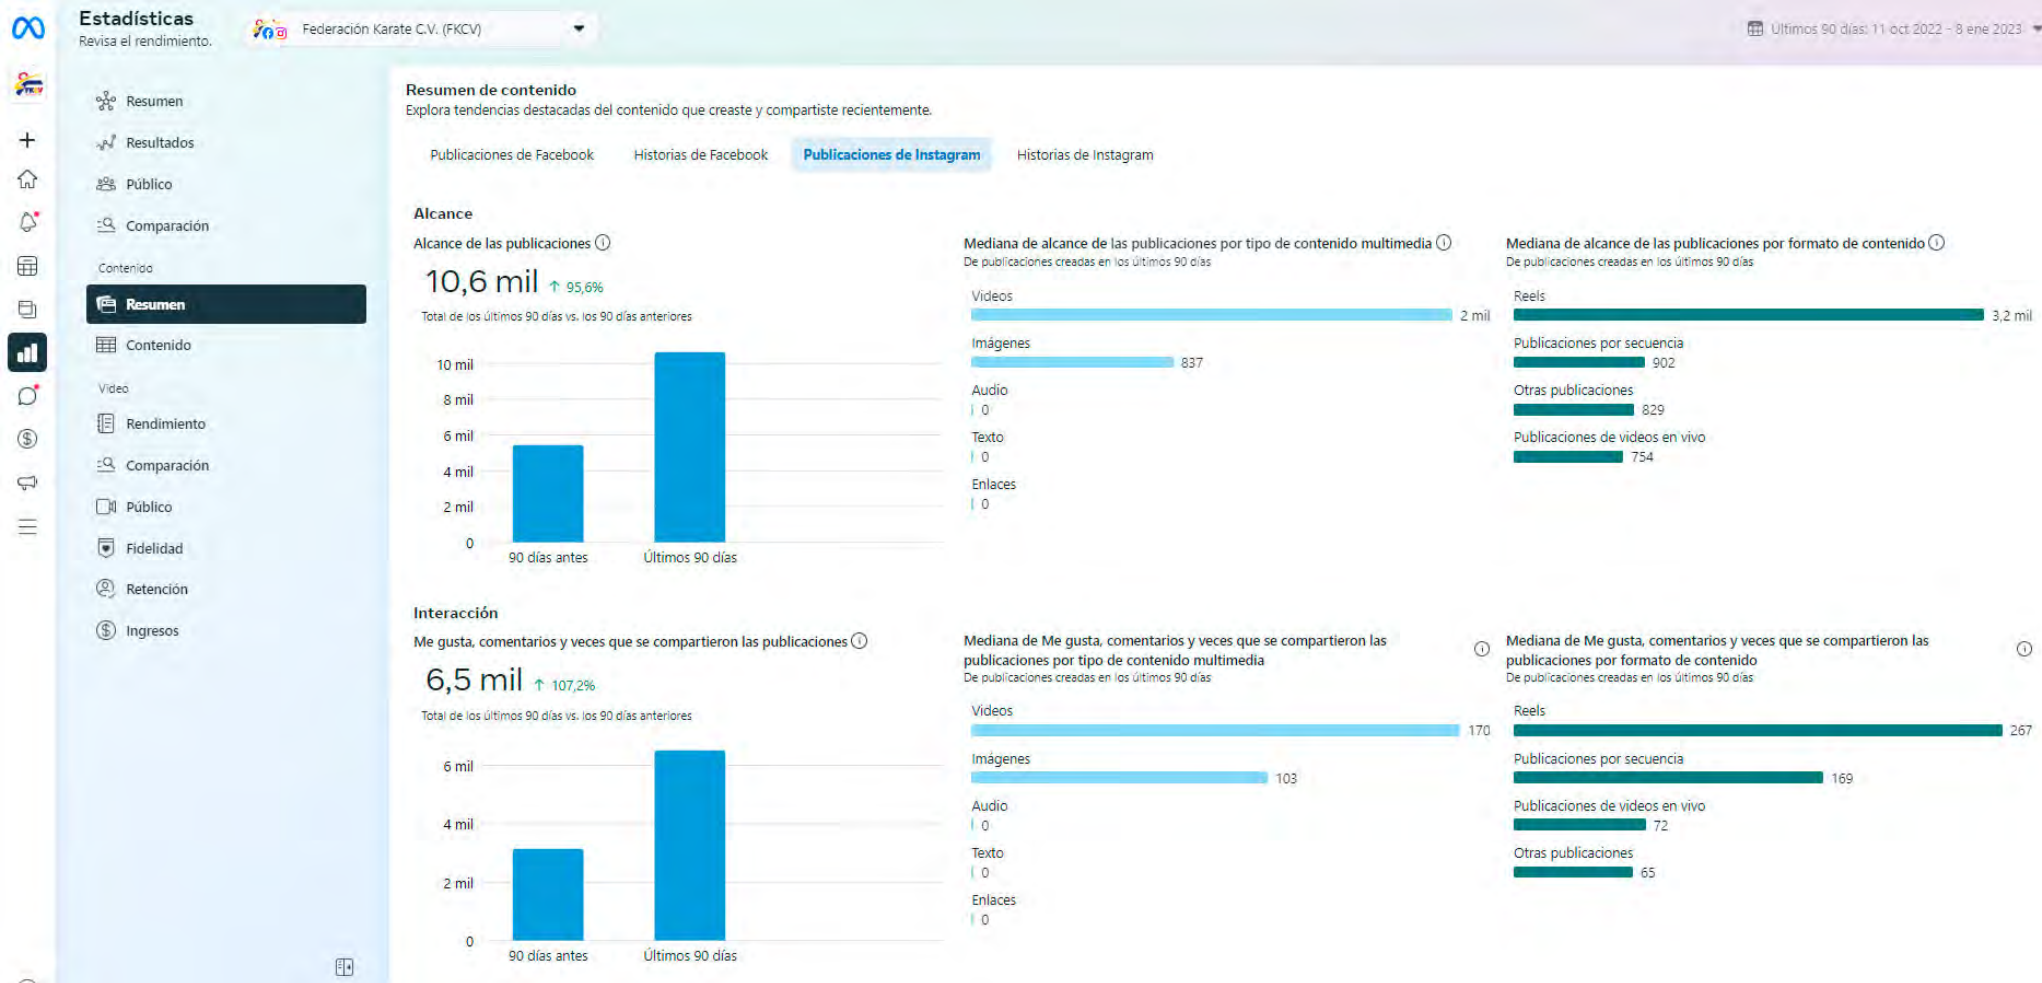 Estadísticas
Revisa el rendimiento.
Federación Karate C.V. (FKCV)
Últimos 90 días: 11 oct 2022 - 8 ene 2023
Resumen
Resultados
Público
Comparación
Contenido
Resumen
Contenido
Video
Rendimiento
Comparación
Público
Fidelidad
Retención
Ingresos
Resumen de contenido
Explora tendencias destacadas del contenido que creaste y compartiste recientemente.
Publicaciones de Facebook
Historias de Facebook
Publicaciones de Instagram
Historias de Instagram
Alcance
Alcance de las publicaciones
10,6 mil ↑ 95,6%
Total de los últimos 90 días vs. los 90 días anteriores
10 mil
8 mil
6 mil
4 mil
2 mil
0
90 días antes
Últimos 90 días
Mediana de alcance de las publicaciones por tipo de contenido multimedia
De publicaciones creadas en los últimos 90 días
Videos
2 mil
Imágenes
837
Audio
0
Texto
0
Enlaces
0
Mediana de alcance de las publicaciones por formato de contenido
De publicaciones creadas en los últimos 90 días
Reels
3,2 mil
Publicaciones por secuencia
902
Otras publicaciones
829
Publicaciones de videos en vivo
754
Interacción
Me gusta, comentarios y veces que se compartieron las publicaciones
6,5 mil ↑ 107,2%
Total de los últimos 90 días vs. los 90 días anteriores
6 mil
4 mil
2 mil
0
90 días antes
Últimos 90 días
Mediana de Me gusta, comentarios y veces que se compartieron las
publicaciones por tipo de contenido multimedia
De publicaciones creadas en los últimos 90 días
Videos
170
Imágenes
103
Audio
0
Texto
0
Enlaces
0
Mediana de Me gusta, comentarios y veces que se compartieron las
publicaciones por formato de contenido
De publicaciones creadas en los últimos 90 días
Reels
267
Publicaciones por secuencia
169
Publicaciones de videos en vivo
72
Otras publicaciones
65